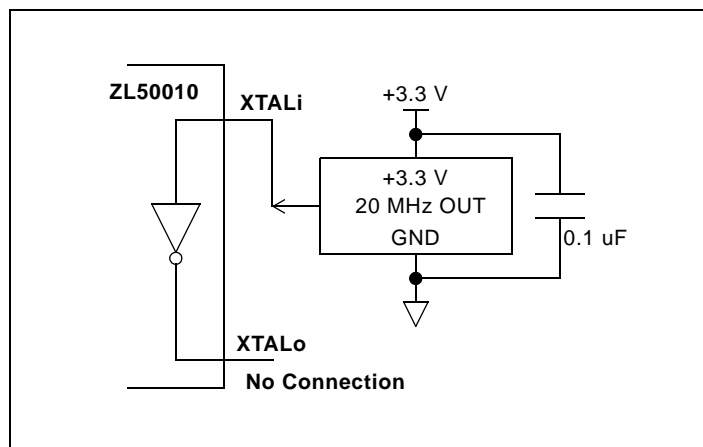 ZL50010
XTALi
+3.3 V
+3.3 V
20 MHz OUT
GND
0.1 uF
XTALo
No Connection